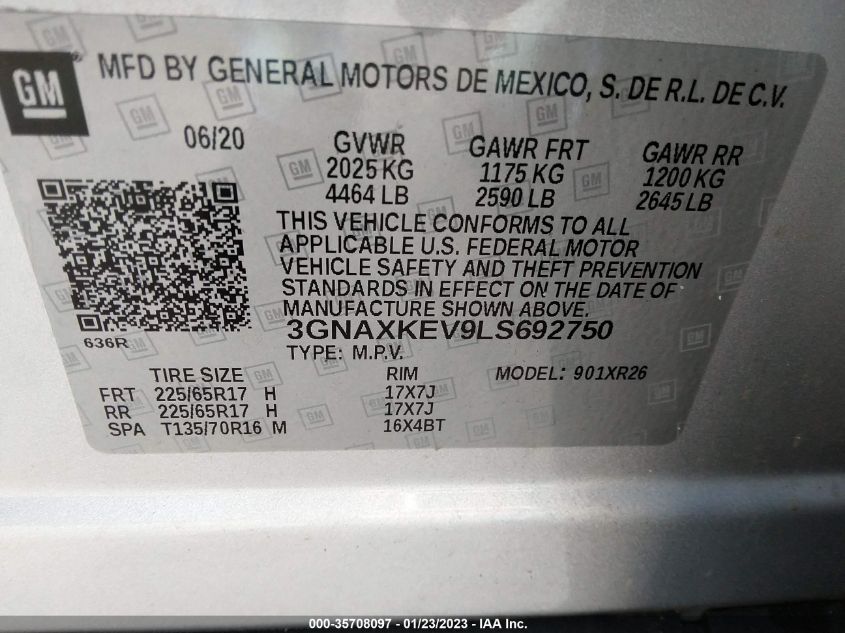 GM
MFD BY GENERAL MOTORS DE MEXICO, S. DE R.L. DE C.V.
06/20 GVWR GAWR FRT GAWR RR
2025 KG 1175 KG 1200 KG
4464 LB 2590 LB 2645 LB
THIS VEHICLE CONFORMS TO ALL
APPLICABLE U.S. FEDERAL MOTOR
VEHICLE SAFETY AND THEFT PREVENTION
STANDARDS IN EFFECT ON THE DATE OF
MANUFACTURE SHOWN ABOVE.
3GNAXKEV9LS692750
636R
TYPE: M.P.V.
TIRE SIZE RIM MODEL: 901XR26
FRT 225/65R17 H 17X7J
RR 225/65R17 H 17X7J
SPA T135/70R16 M 16X4BT
000-35708097 - 01/23/2023 - IAA Inc.